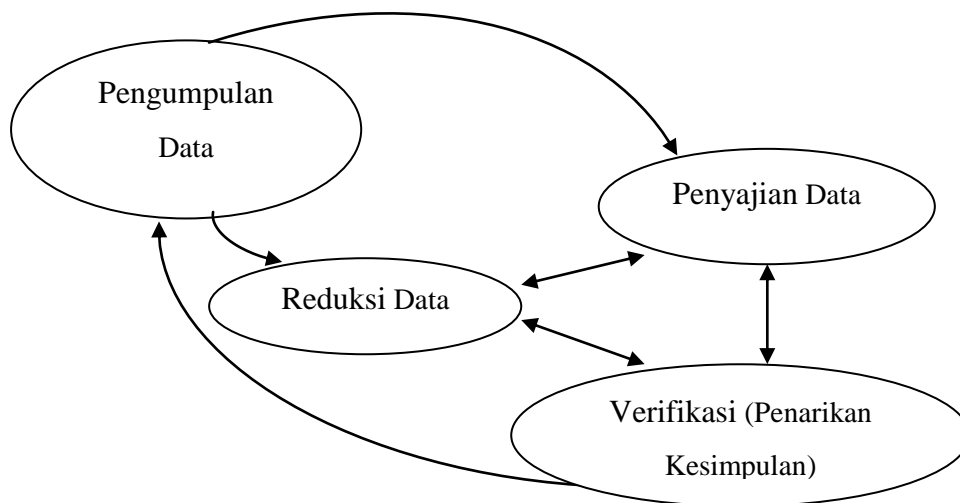 Pengumpulan
Data
Penyajian Data
Reduksi Data
Verifikasi (Penarikan
Kesimpulan)